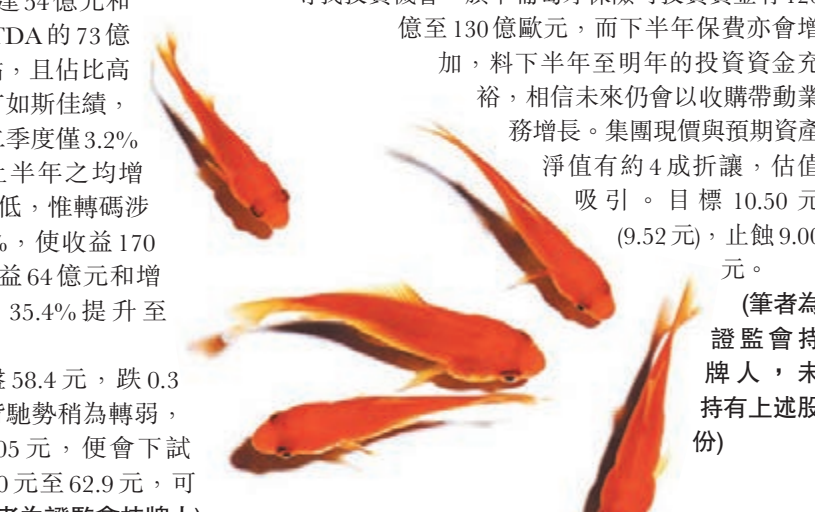 達54億元和
TDA的73億
，且佔比高
如斯佳績，
季度僅3.2%
上半年之均增
低，惟轉碼涉
%，使收益170
益64億元和增
35.4%提升至
58.4元，跌0.3
背馳勢稍為轉弱，
05元，便會下試
0元至62.9元，可
億至130億歐元，而下半年保費亦會增
加，料下半年至明年的投資資金充
裕，相信未來仍會以收購帶動業
務增長。集團現價與預期資產
淨值有約4成折讓，估值
吸引。目標10.50元
(9.52元)，止蝕9.00
元。
(筆者為
證監會持
牌人，未
持有上述股
份)